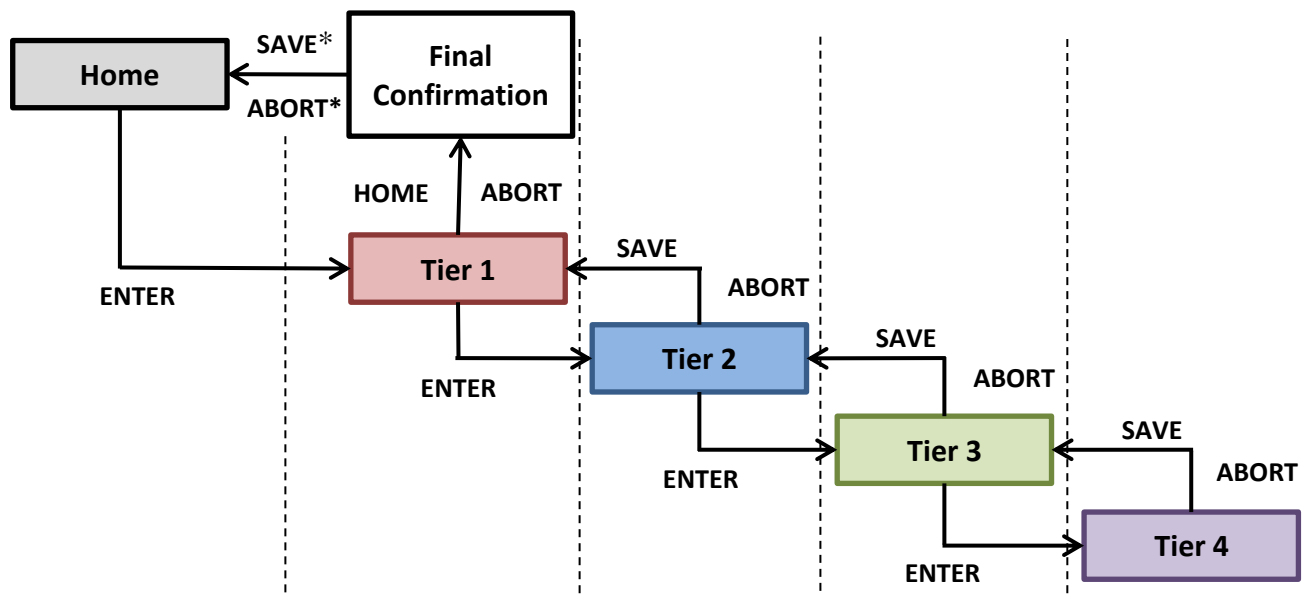 SAVE*
Home
Final
Confirmation
ABORT*
HOME
ABORT
Tier 1
SAVE
ENTER
ABORT
Tier 2
SAVE
ENTER
ABORT
Tier 3
SAVE
ENTER
ABORT
Tier 4
ENTER